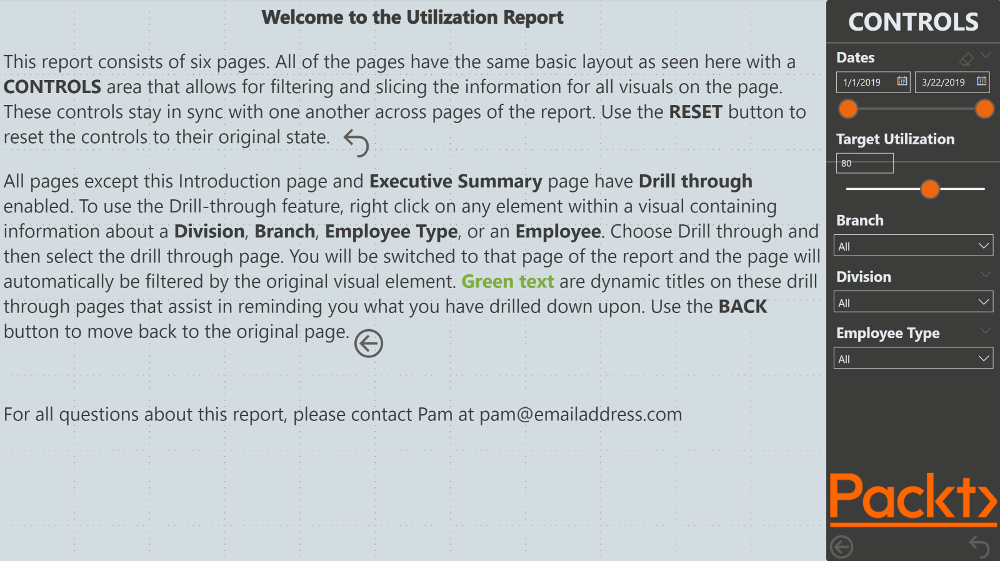 Welcome to the Utilization Report
This report consists of six pages. All of the pages have the same basic layout as seen here with a
CONTROLS area that allows for filtering and slicing the information for all visuals on the page.
These controls stay in sync with one another across pages of the report. Use the RESET button to
reset the controls to their original state.
All pages except this Introduction page and Executive Summary page have Drill through
enabled. To use the Drill-through feature, right click on any element within a visual containing
information about a Division, Branch, Employee Type, or an Employee. Choose Drill through and
then select the drill through page. You will be switched to that page of the report and the page will
automatically be filtered by the original visual element. Green text are dynamic titles on these drill
through pages that assist in reminding you what you have drilled down upon. Use the BACK
button to move back to the original page.
For all questions about this report, please contact Pam at pam@emailaddress.com
CONTROLS
Dates
1/1/2019 3/22/2019
Target Utilization
80
Branch
All
Division
All
Employee Type
All
Packt>